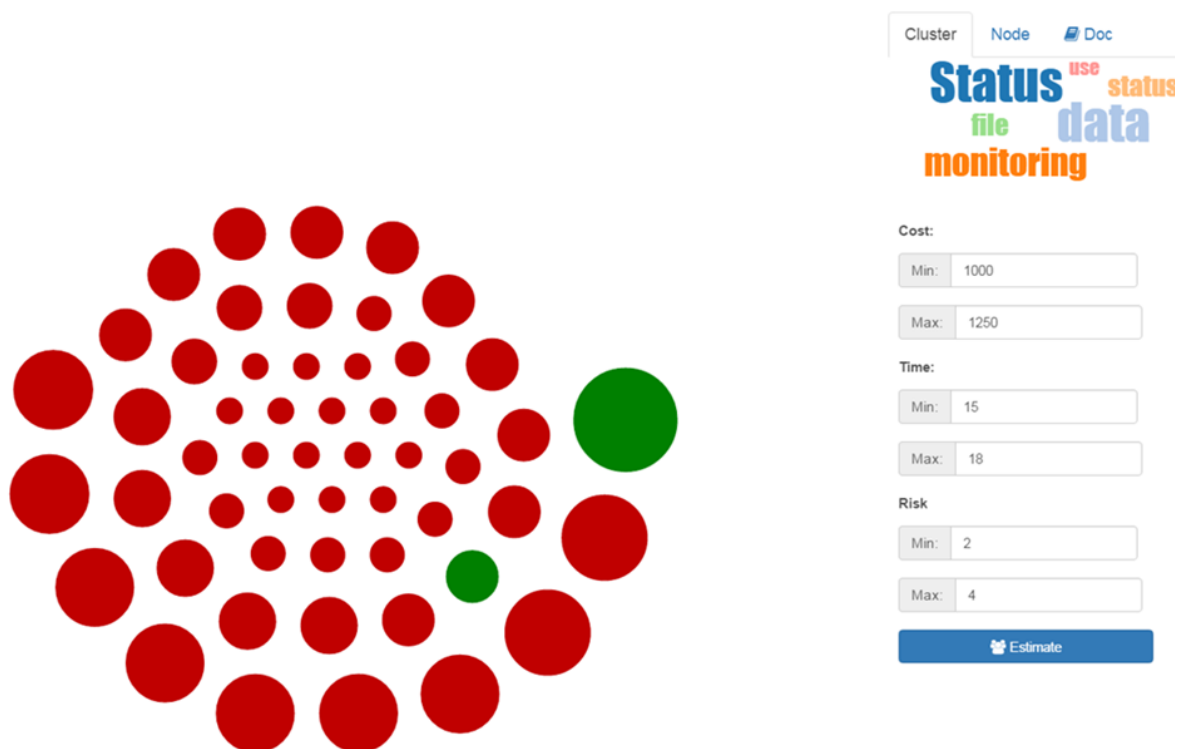 Cluster Node Doc
Status use status
file data
monitoring
Cost:
Min: 1000
Max: 1250
Time:
Min: 15
Max: 18
Risk
Min: 2
Max: 4
Estimate